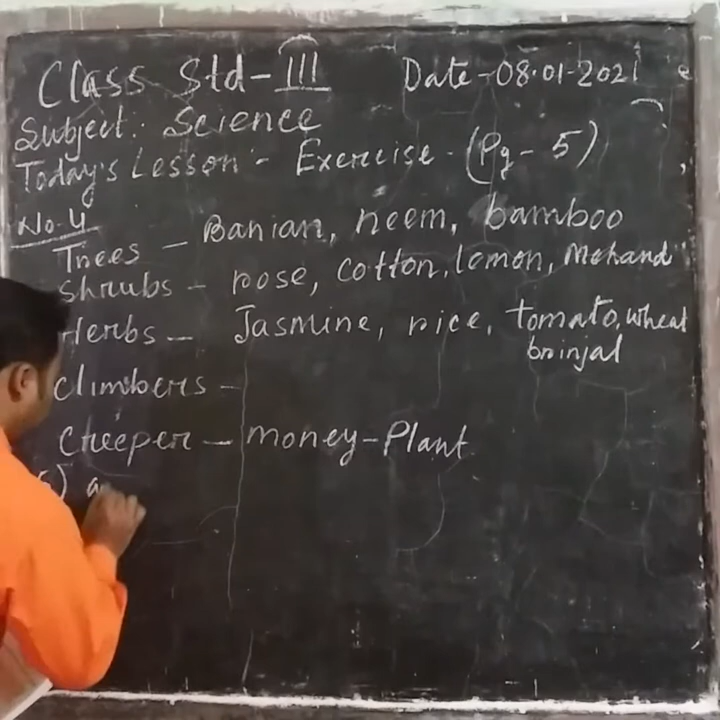 Class Std - III Date - 08.01.2021
Subject: Science
Today's Lesson - Exercise - (Pg - 5)
No. 4
Trees - Banian, neem, bamboo
Shrubs - rose, cotton, lemon, Mehandi
Herbs - Jasmine, rice, tomato, wheat
brinjal
Climbers -
Creeper - money-Plant
5) a